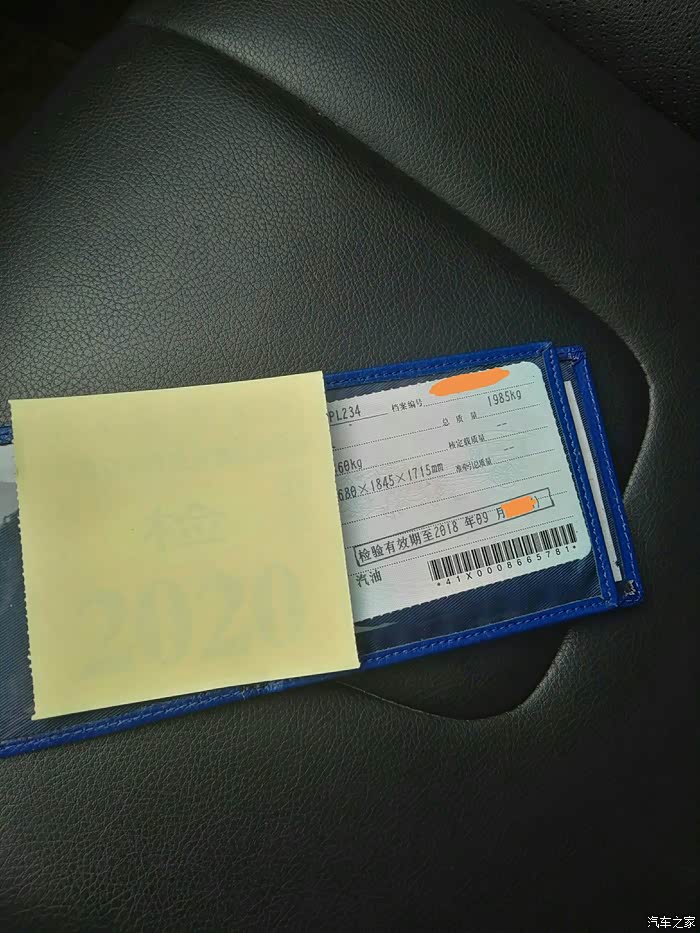 PL234 档案编号
总 质 量 1985kg
60kg 核定载质量 --
680×1845×1715mm 准牵引总质量 --
检验有效期至2018 年09 月
汽油 *41X0008665781*
检
2020
汽车之家